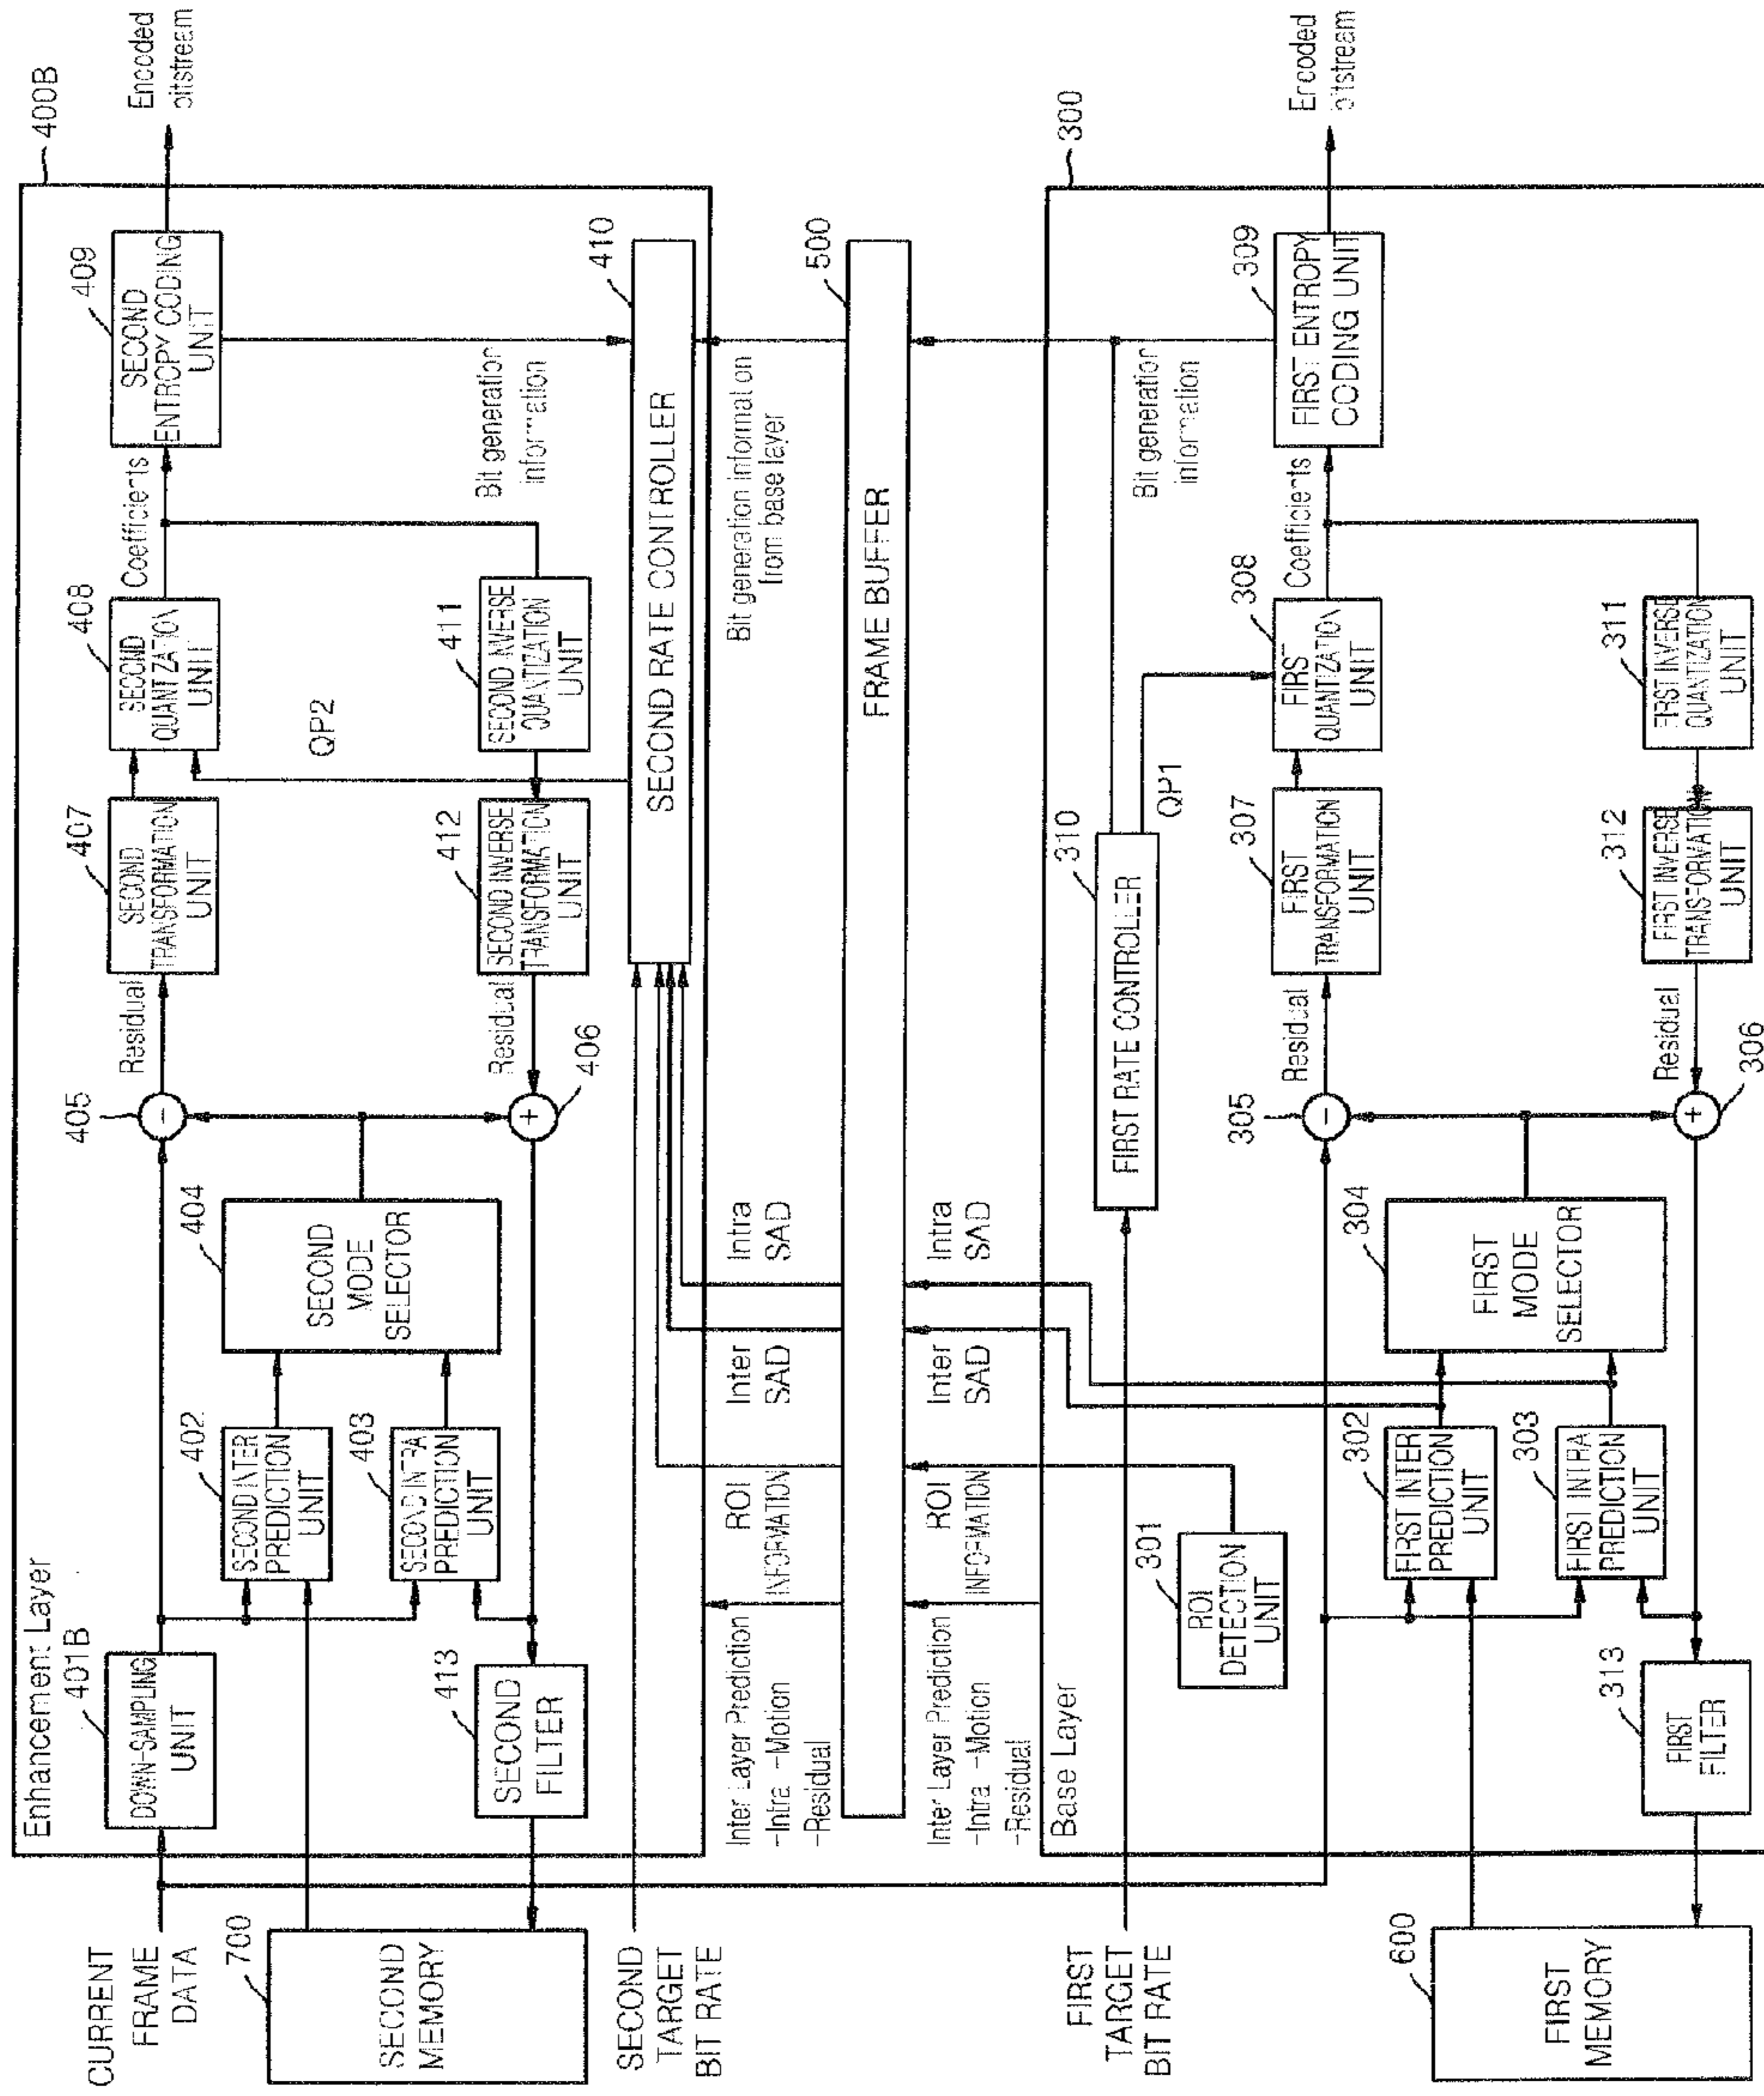 Enhancement Layer
400B
CURRENT
FRAME
DATA
401B
DOWN-SAMPLING
UNIT
405
-
Residual
407
SECOND
TRANSFORMATION
UNIT
408
SECOND
QUANTIZATION
UNIT
Coefficients
409
SECOND
ENTROPY CODING
UNIT
Encoded
bitstream
402
SECOND INTER
PREDICTION
UNIT
403
SECOND INTRA
PREDICTION
UNIT
404
SECOND
MODE
SELECTOR
QP2
700
SECOND
MEMORY
413
SECOND
FILTER
+
406
Residual
412
SECOND INVERSE
TRANSFORMATION
UNIT
411
SECOND INVERSE
QUANTIZATION
UNIT
Bit generation
information
SECOND
TARGET
BIT RATE
410
SECOND RATE CONTROLLER
Inter Layer Prediction
-Intra -Motion
-Residual
ROI
INFORMATION
Inter
SAD
Intra
SAD
Bit generation information
from base layer
500
FRAME BUFFER
Inter Layer Prediction
-Intra -Motion
-Residual
ROI
INFORMATION
Inter
SAD
Intra
SAD
Base Layer
300
FIRST
TARGET
BIT RATE
310
FIRST RATE CONTROLLER
QP1
Bit generation
information
301
ROI
DETECTION
UNIT
305
-
Residual
307
FIRST
TRANSFORMATION
UNIT
308
FIRST
QUANTIZATION
UNIT
Coefficients
309
FIRST ENTROPY
CODING UNIT
Encoded
bitstream
302
FIRST INTER
PREDICTION
UNIT
303
FIRST INTRA
PREDICTION
UNIT
304
FIRST
MODE
SELECTOR
600
FIRST
MEMORY
313
FIRST
FILTER
+
306
Residual
312
FIRST INVERSE
TRANSFORMATION
UNIT
311
FIRST INVERSE
QUANTIZATION
UNIT